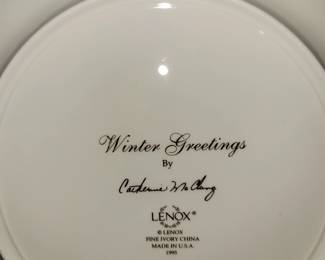 Winter Greetings
By
Catherine McClung
LENOX®
© LENOX
FINE IVORY CHINA
MADE IN U.S.A.
1995